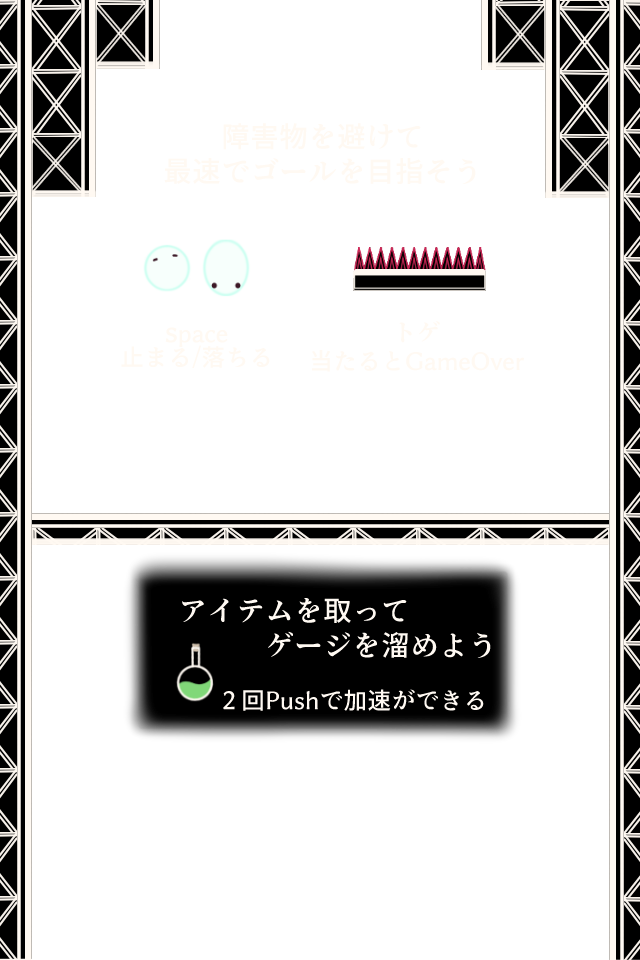 障害物を避けて
最速でゴールを目指そう
Space
止まる/落ちる
トゲ
当たるとGameOver
アイテムを取って
ゲージを溜めよう
２回Pushで加速ができる